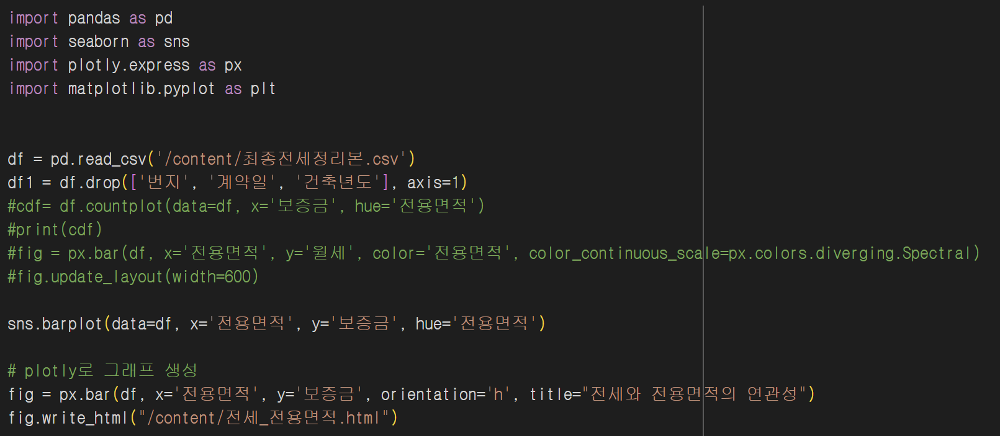 import pandas as pd
import seaborn as sns
import plotly.express as px
import matplotlib.pyplot as plt
df = pd.read_csv('/content/최종전세정리본.csv')
df1 = df.drop(['번지', '계약일', '건축년도'], axis=1)
#cdf= df.countplot(data=df, x='보증금', hue='전용면적')
#print(cdf)
#fig = px.bar(df, x='전용면적', y='월세', color='전용면적', color_continuous_scale=px.colors.diverging.Spectral)
#fig.update_layout(width=600)
sns.barplot(data=df, x='전용면적', y='보증금', hue='전용면적')
# plotly로 그래프 생성
fig = px.bar(df, x='전용면적', y='보증금', orientation='h', title="전세와 전용면적의 연관성")
fig.write_html("/content/전세_전용면적.html")